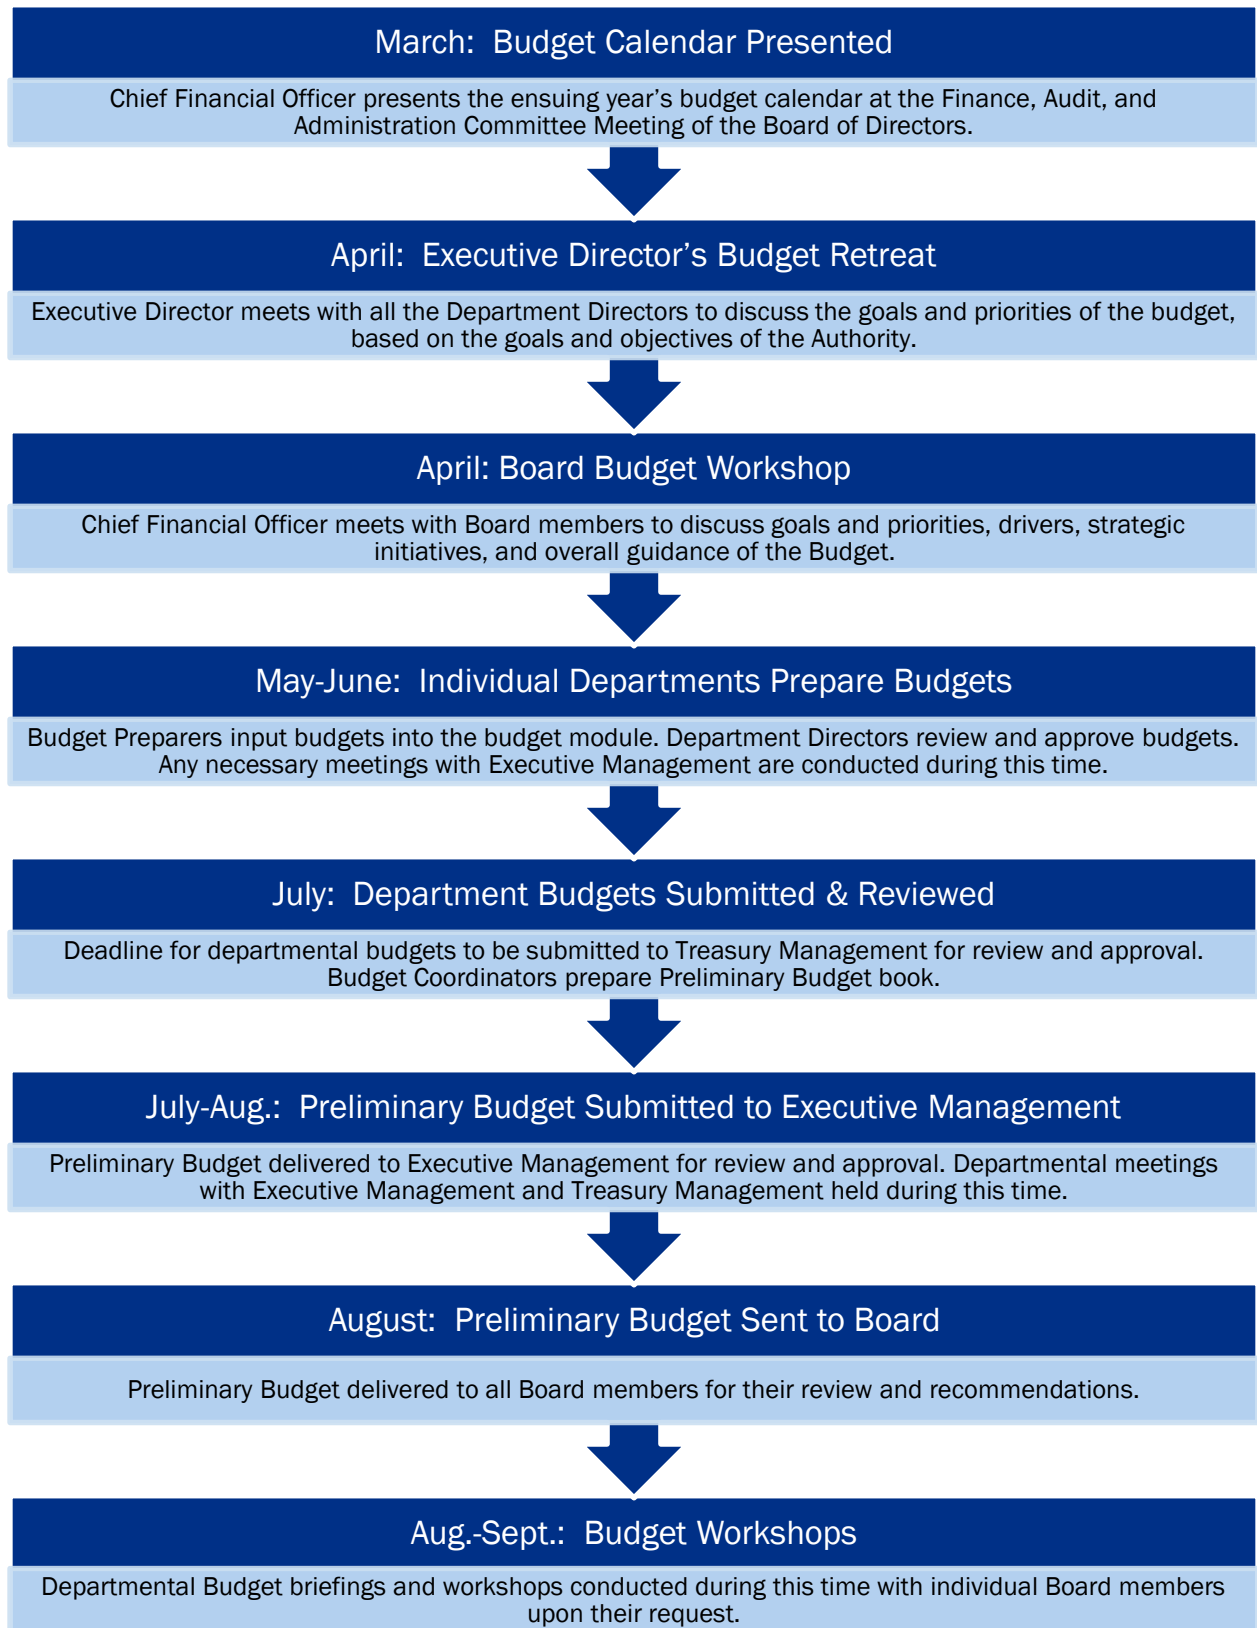 March:  Budget Calendar Presented
Chief Financial Officer presents the ensuing year's budget calendar at the Finance, Audit, and
Administration Committee Meeting of the Board of Directors.
April:  Executive Director's Budget Retreat
Executive Director meets with all the Department Directors to discuss the goals and priorities of the budget,
based on the goals and objectives of the Authority.
April: Board Budget Workshop
Chief Financial Officer meets with Board members to discuss goals and priorities, drivers, strategic
initiatives, and overall guidance of the Budget.
May-June:  Individual Departments Prepare Budgets
Budget Preparers input budgets into the budget module. Department Directors review and approve budgets.
Any necessary meetings with Executive Management are conducted during this time.
July:  Department Budgets Submitted & Reviewed
Deadline for departmental budgets to be submitted to Treasury Management for review and approval.
Budget Coordinators prepare Preliminary Budget book.
July-Aug.:  Preliminary Budget Submitted to Executive Management
Preliminary Budget delivered to Executive Management for review and approval. Departmental meetings
with Executive Management and Treasury Management held during this time.
August:  Preliminary Budget Sent to Board
Preliminary Budget delivered to all Board members for their review and recommendations.
Aug.-Sept.:  Budget Workshops
Departmental Budget briefings and workshops conducted during this time with individual Board members
upon their request.